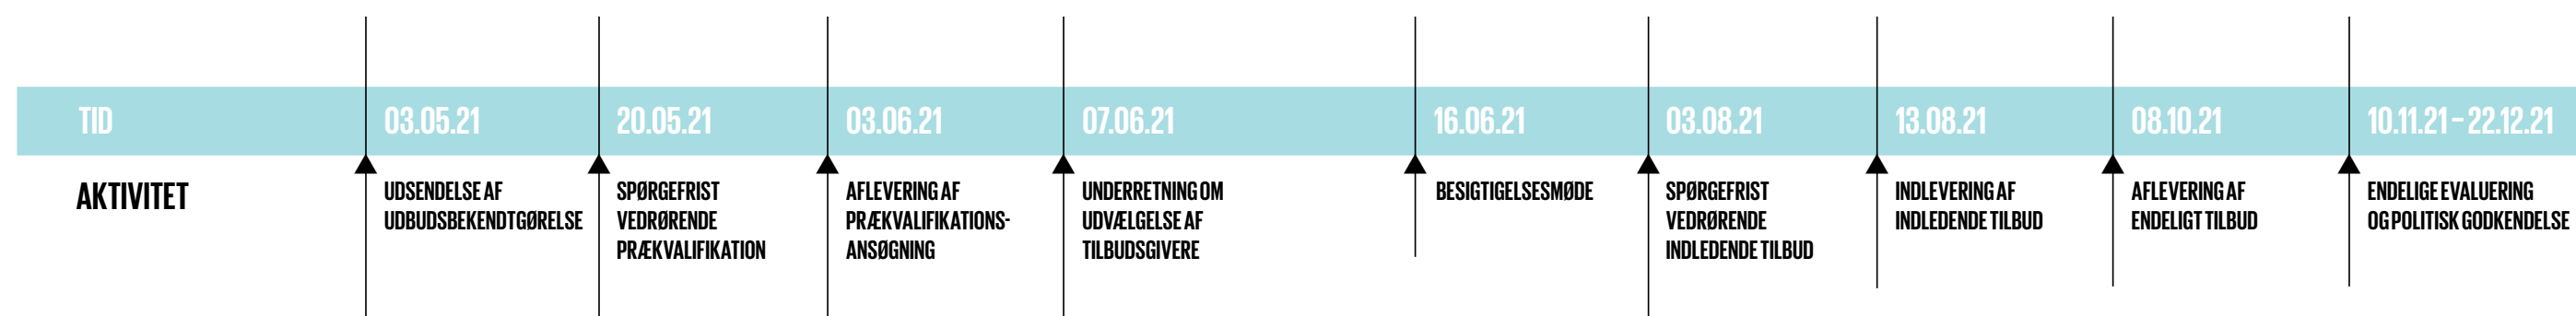 TID
03.05.21
20.05.21
03.06.21
07.06.21
16.06.21
03.08.21
13.08.21
08.10.21
10.11.21 – 22.12.21
AKTIVITET
UDSENDELSE AF
UDBUDSBEKENDTGØRELSE
SPØRGEFRIST
VEDRØRENDE
PRÆKVALIFIKATION
AFLEVERING AF
PRÆKVALIFIKATIONS-
ANSØGNING
UNDERRETNING OM
UDVÆLGELSE AF
TILBUDSGIVERE
BESIGTIGELSESMØDE
SPØRGEFRIST
VEDRØRENDE
INDLEDENDE TILBUD
INDLEVERING AF
INDLEDENDE TILBUD
AFLEVERING AF
ENDELIGT TILBUD
ENDELIGE EVALUERING
OG POLITISK GODKENDELSE